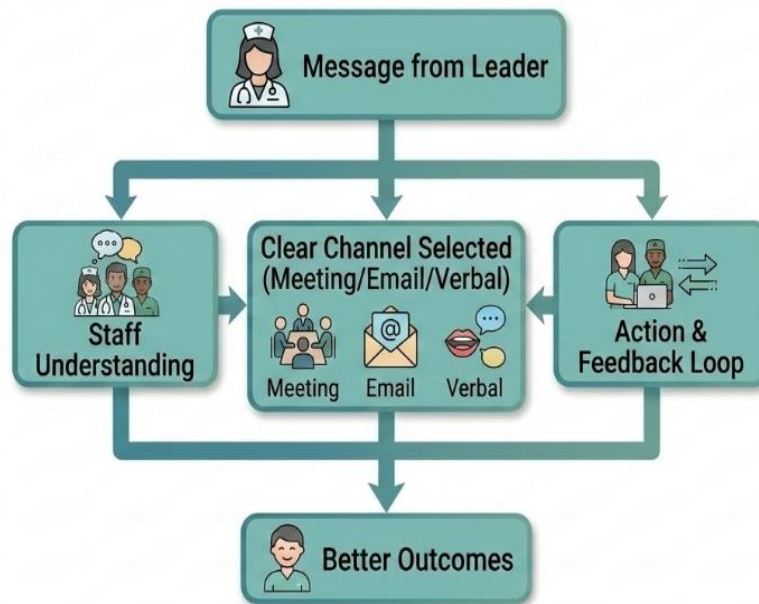 Message from Leader
Staff
Understanding
Clear Channel Selected
(Meeting/Email/Verbal)
@
Meeting
Email
Verbal
Action &
Feedback Loop
Better Outcomes